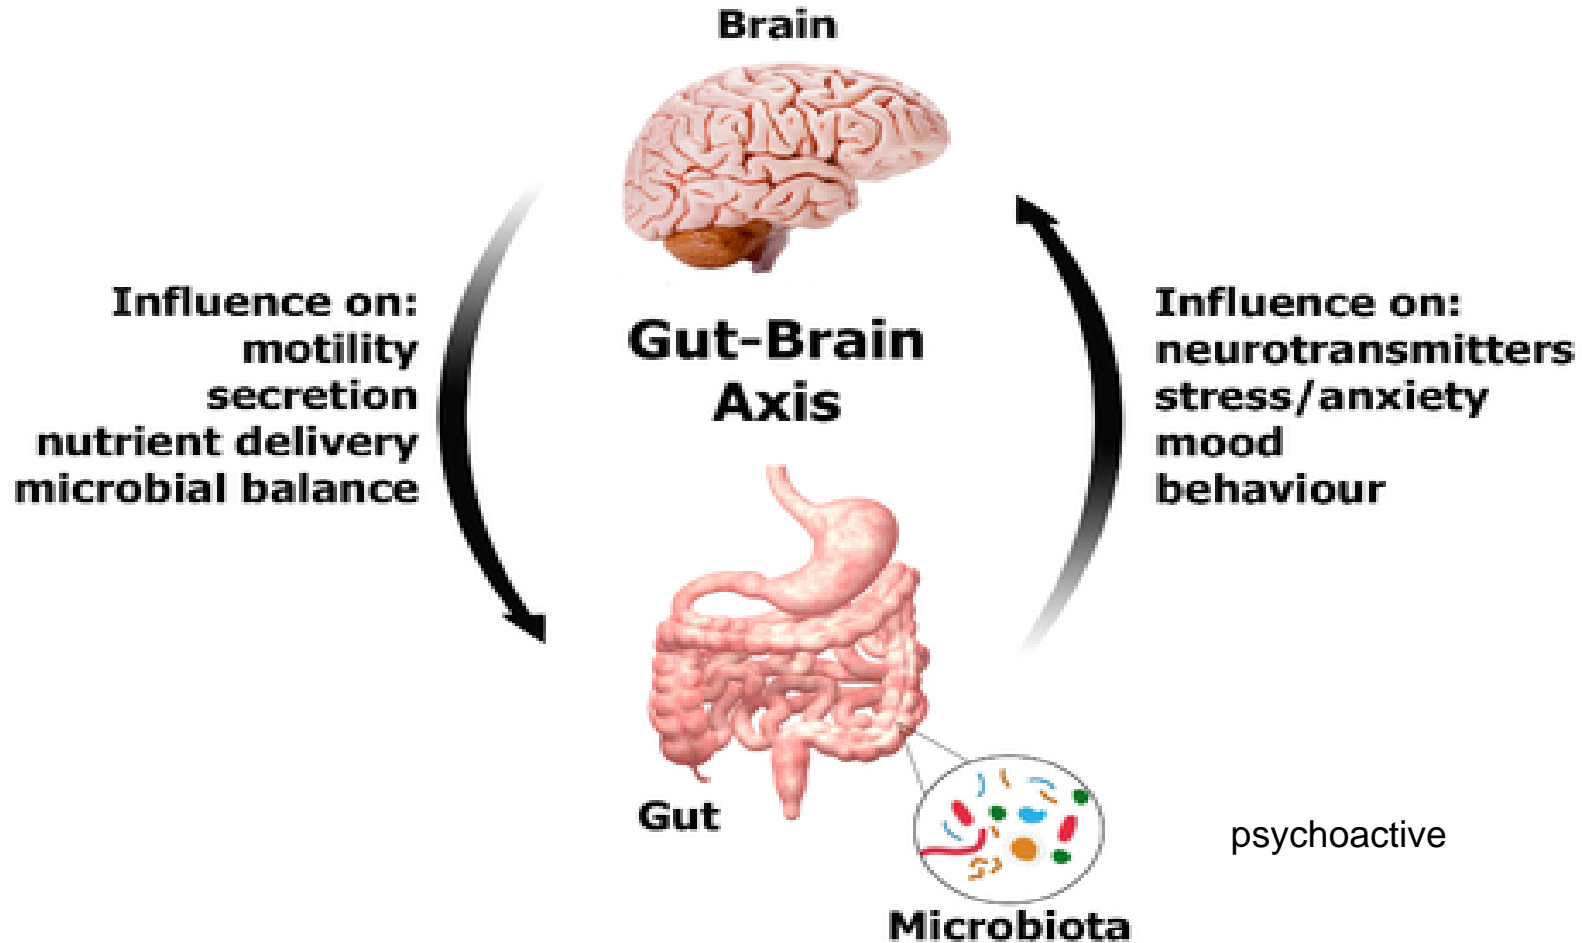 Brain
Influence on:
motility
secretion
nutrient delivery
microbial balance
Gut-Brain
Axis
Influence on:
neurotransmitters
stress/anxiety
mood
behaviour
Gut
psychoactive
Microbiota